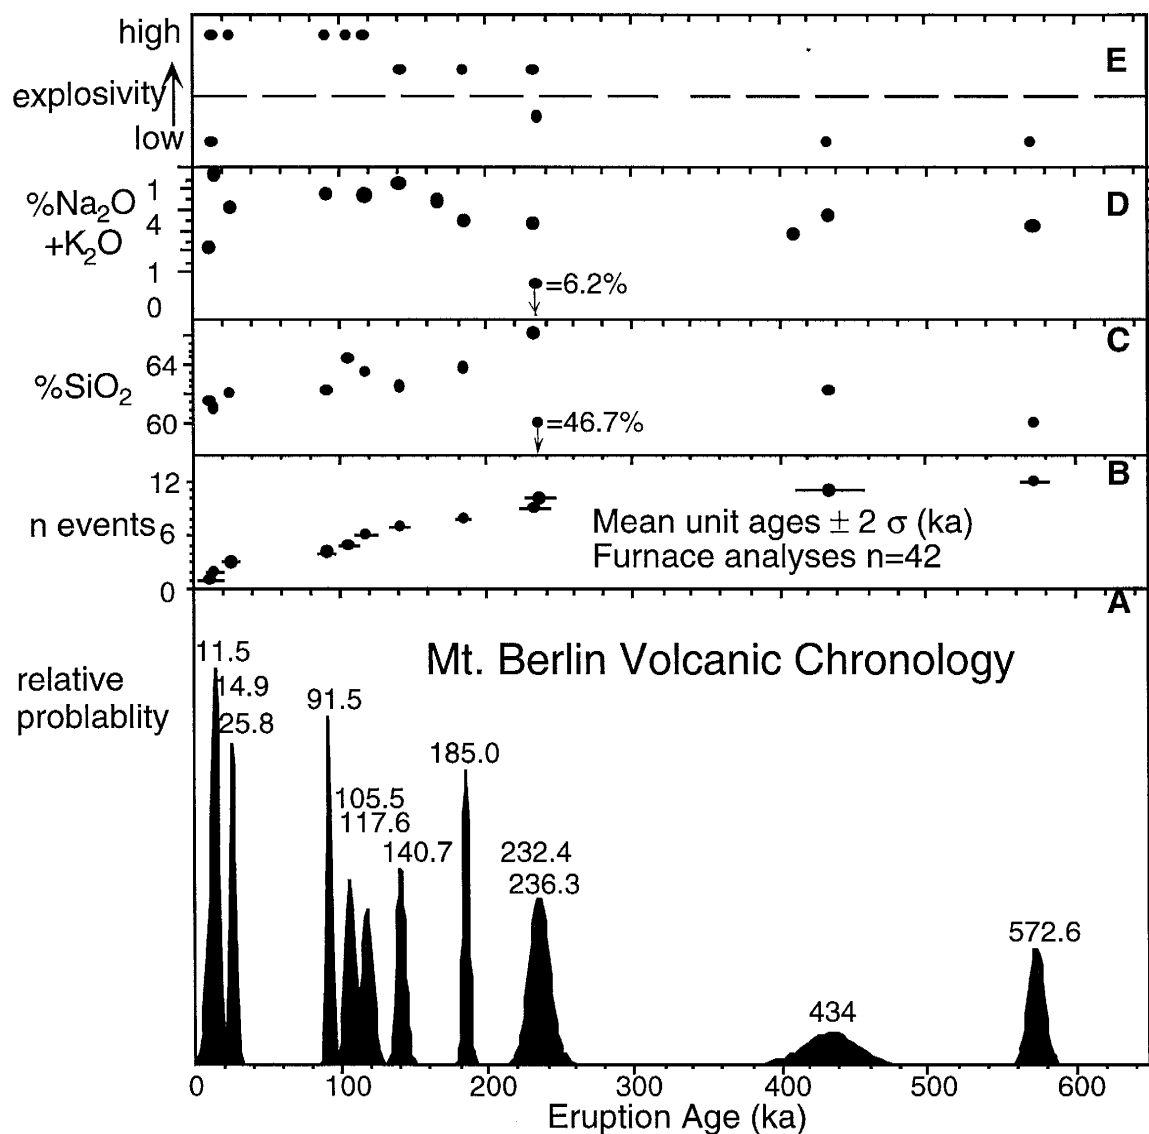 high
E
explosivity
low
%Na₂O
+K₂O
1
4
1
0
D
=6.2%
%SiO₂
64
60
C
=46.7%
n events
12
6
0
B
Mean unit ages ± 2 σ (ka)
Furnace analyses n=42
A
Mt. Berlin Volcanic Chronology
relative
problablity
11.5
14.9
25.8
91.5
105.5
117.6
140.7
185.0
232.4
236.3
434
572.6
0 100 200 300 400 500 600
Eruption Age (ka)